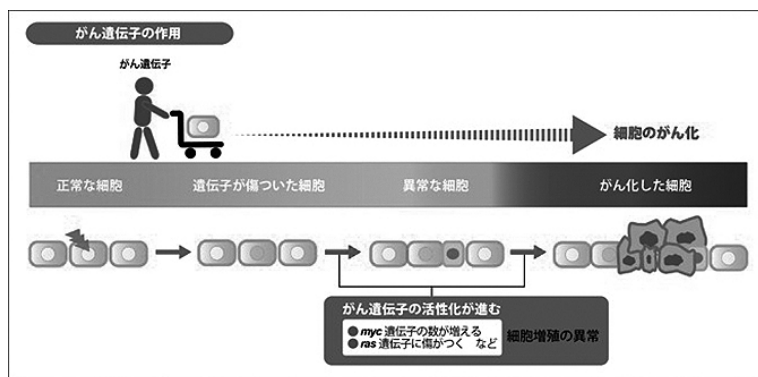 がん遺伝子の作用
がん遺伝子
細胞のがん化
正常な細胞
遺伝子が傷ついた細胞
異常な細胞
がん化した細胞
がん遺伝子の活性化が進む
●myc 遺伝子の数が増える
●ras 遺伝子に傷がつく など
細胞増殖の異常